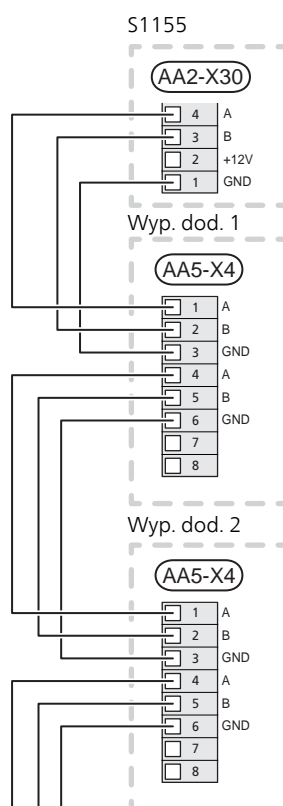 S1155
AA2-X30
4 A
3 B
2 +12V
1 GND
Wyp. dod. 1
AA5-X4
1 A
2 B
3 GND
4 A
5 B
6 GND
7
8
Wyp. dod. 2
AA5-X4
1 A
2 B
3 GND
4 A
5 B
6 GND
7
8